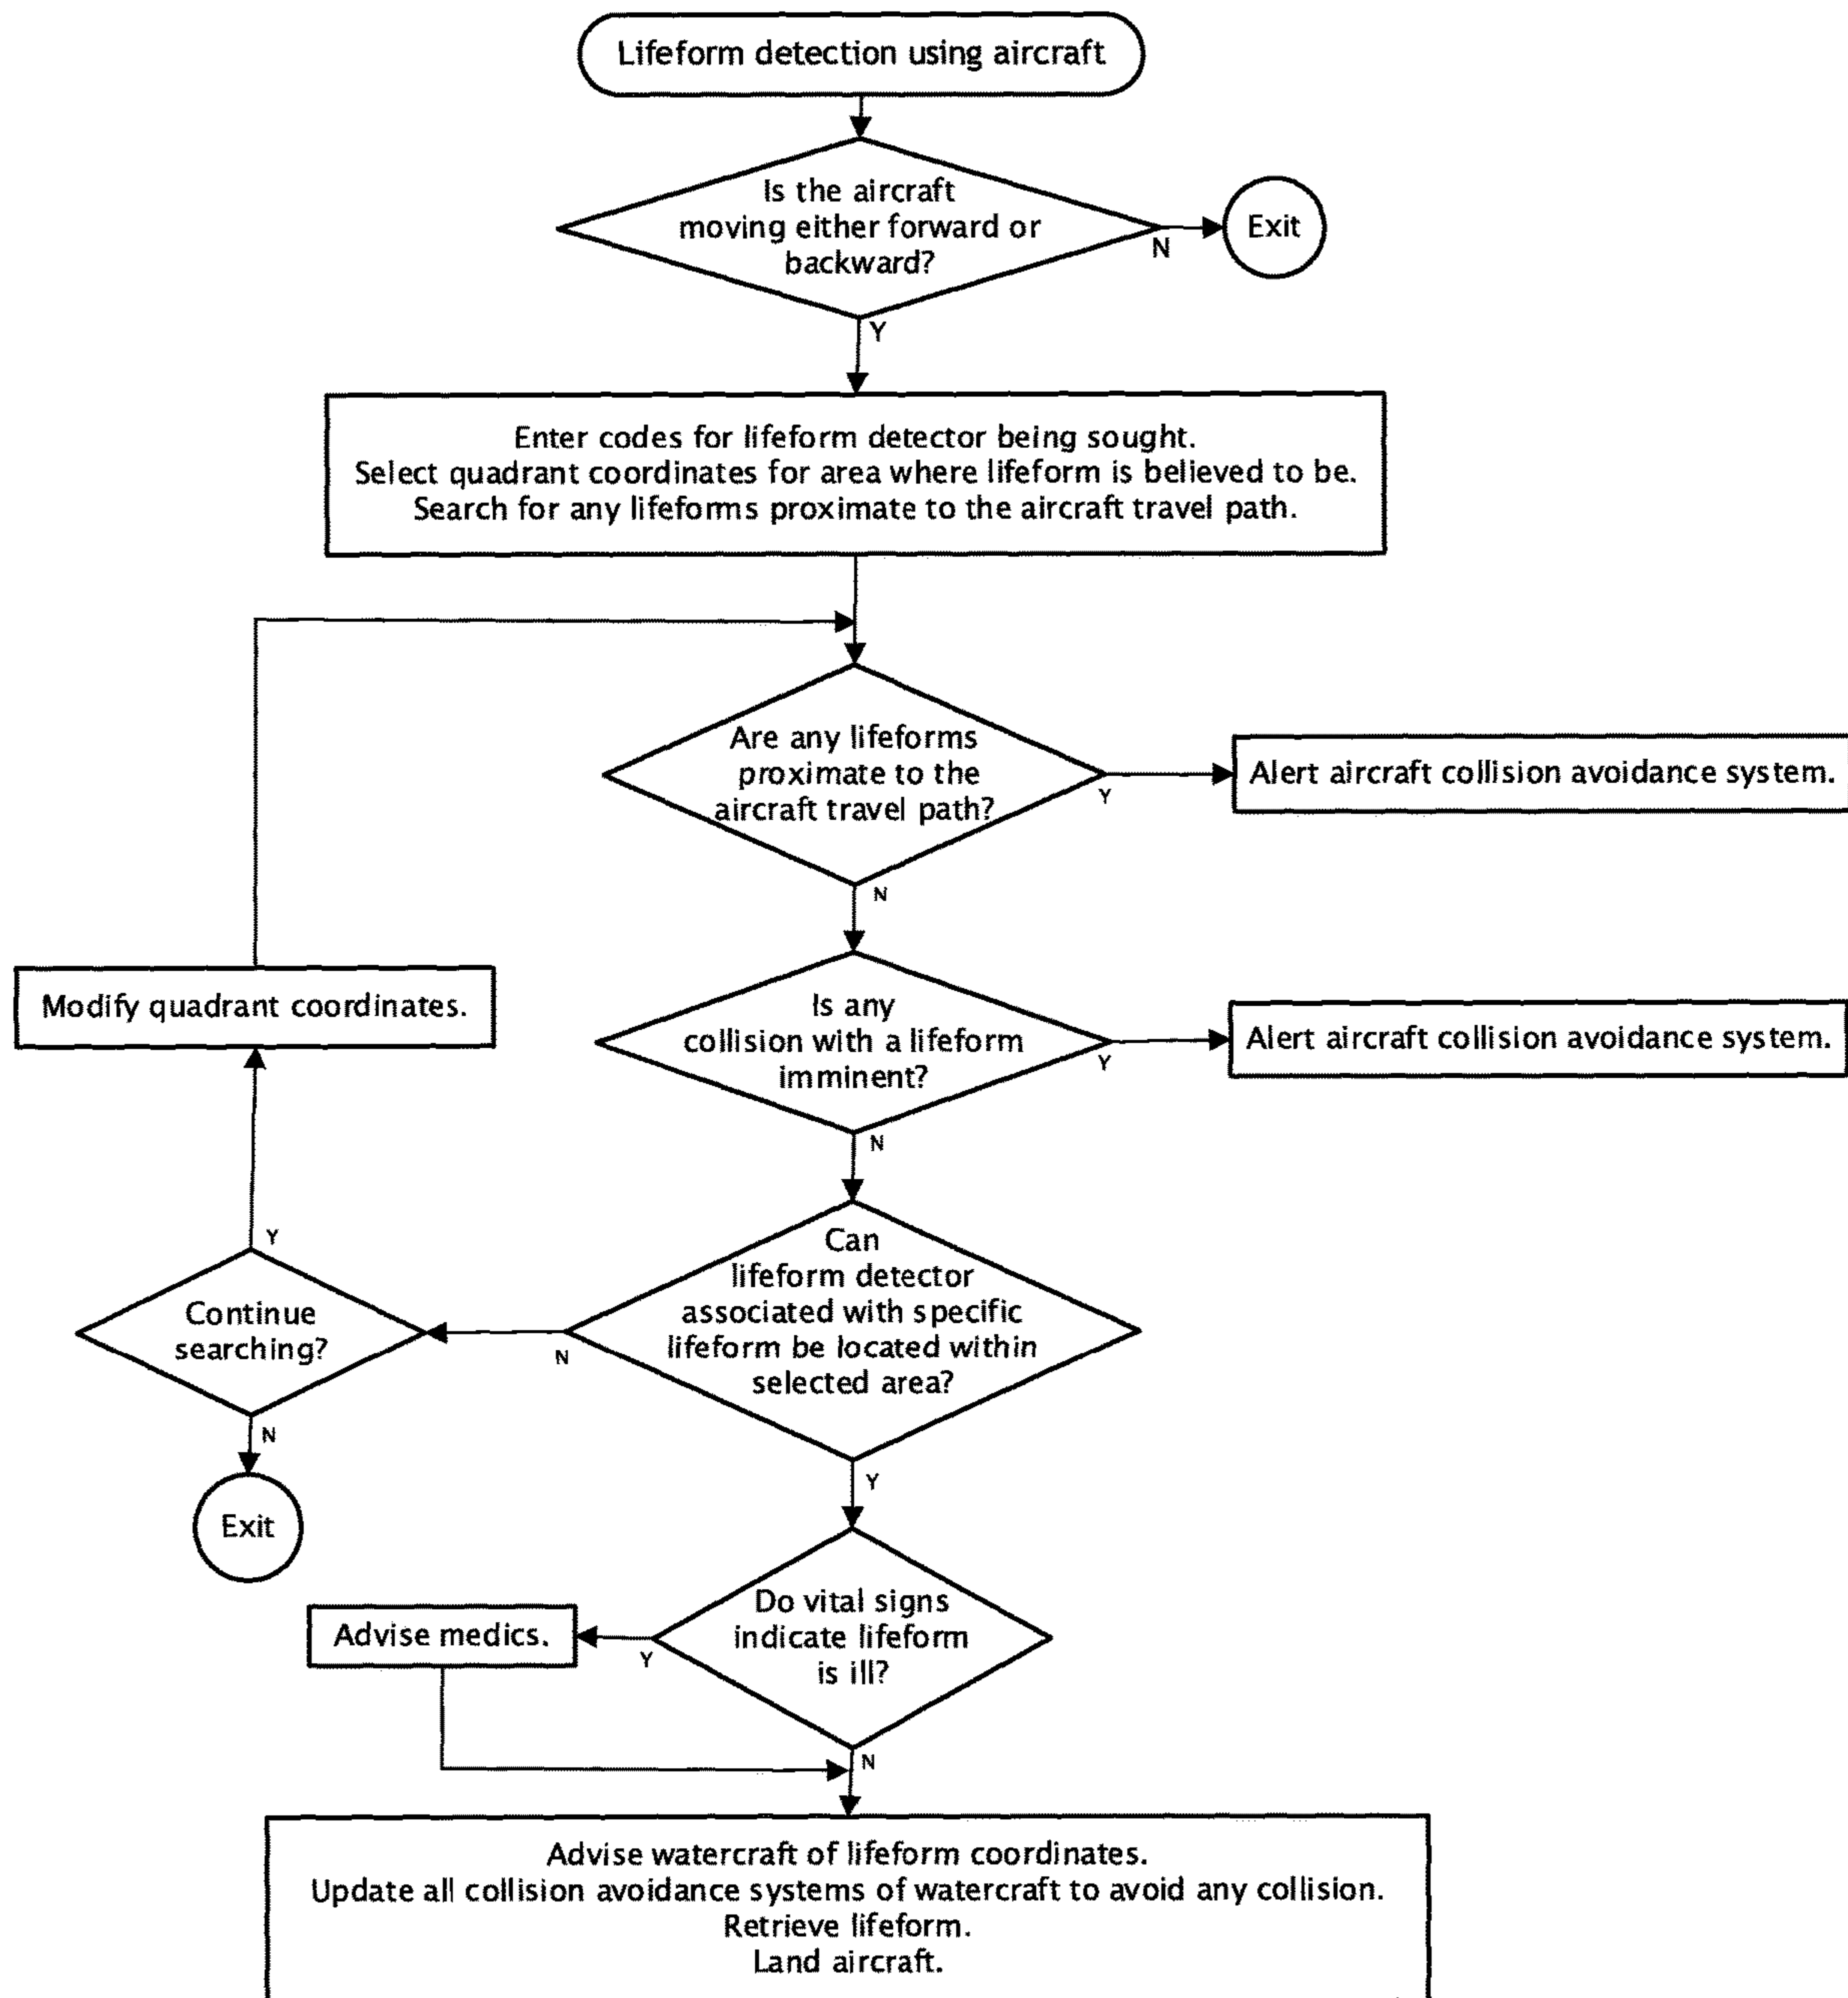 Lifeform detection using aircraft
Is the aircraft
moving either forward or
backward?
N
Exit
Y
Enter codes for lifeform detector being sought.
Select quadrant coordinates for area where lifeform is believed to be.
Search for any lifeforms proximate to the aircraft travel path.
Are any lifeforms
proximate to the
aircraft travel path?
Y
Alert aircraft collision avoidance system.
N
Modify quadrant coordinates.
Is any
collision with a lifeform
imminent?
Y
Alert aircraft collision avoidance system.
N
Can
lifeform detector
associated with specific
lifeform be located within
selected area?
N
Y
Continue
searching?
Y
N
Exit
Do vital signs
indicate lifeform
is ill?
Y
Advise medics.
N
Advise watercraft of lifeform coordinates.
Update all collision avoidance systems of watercraft to avoid any collision.
Retrieve lifeform.
Land aircraft.